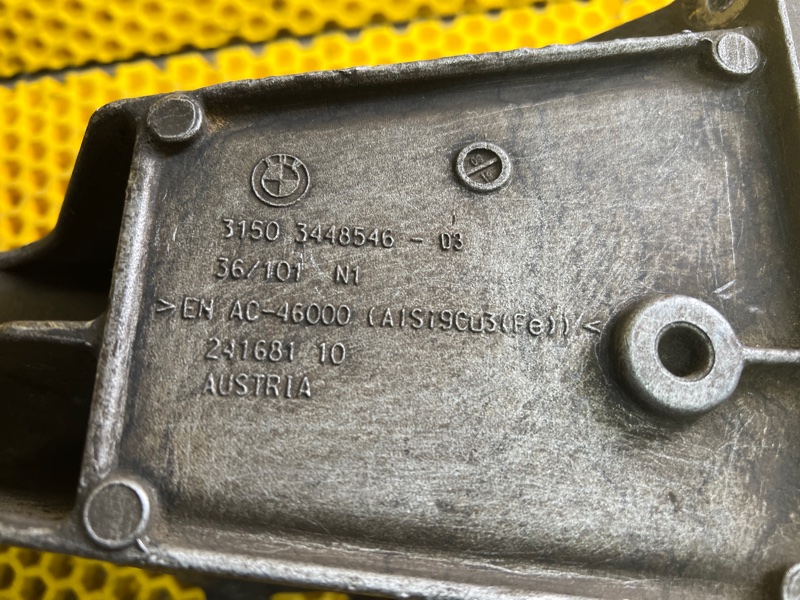 3150 3448546 - 03
36/101 N1
>EN AC-46000 (AlSi9Cu3(Fe))<
241681 10
AUSTRIA